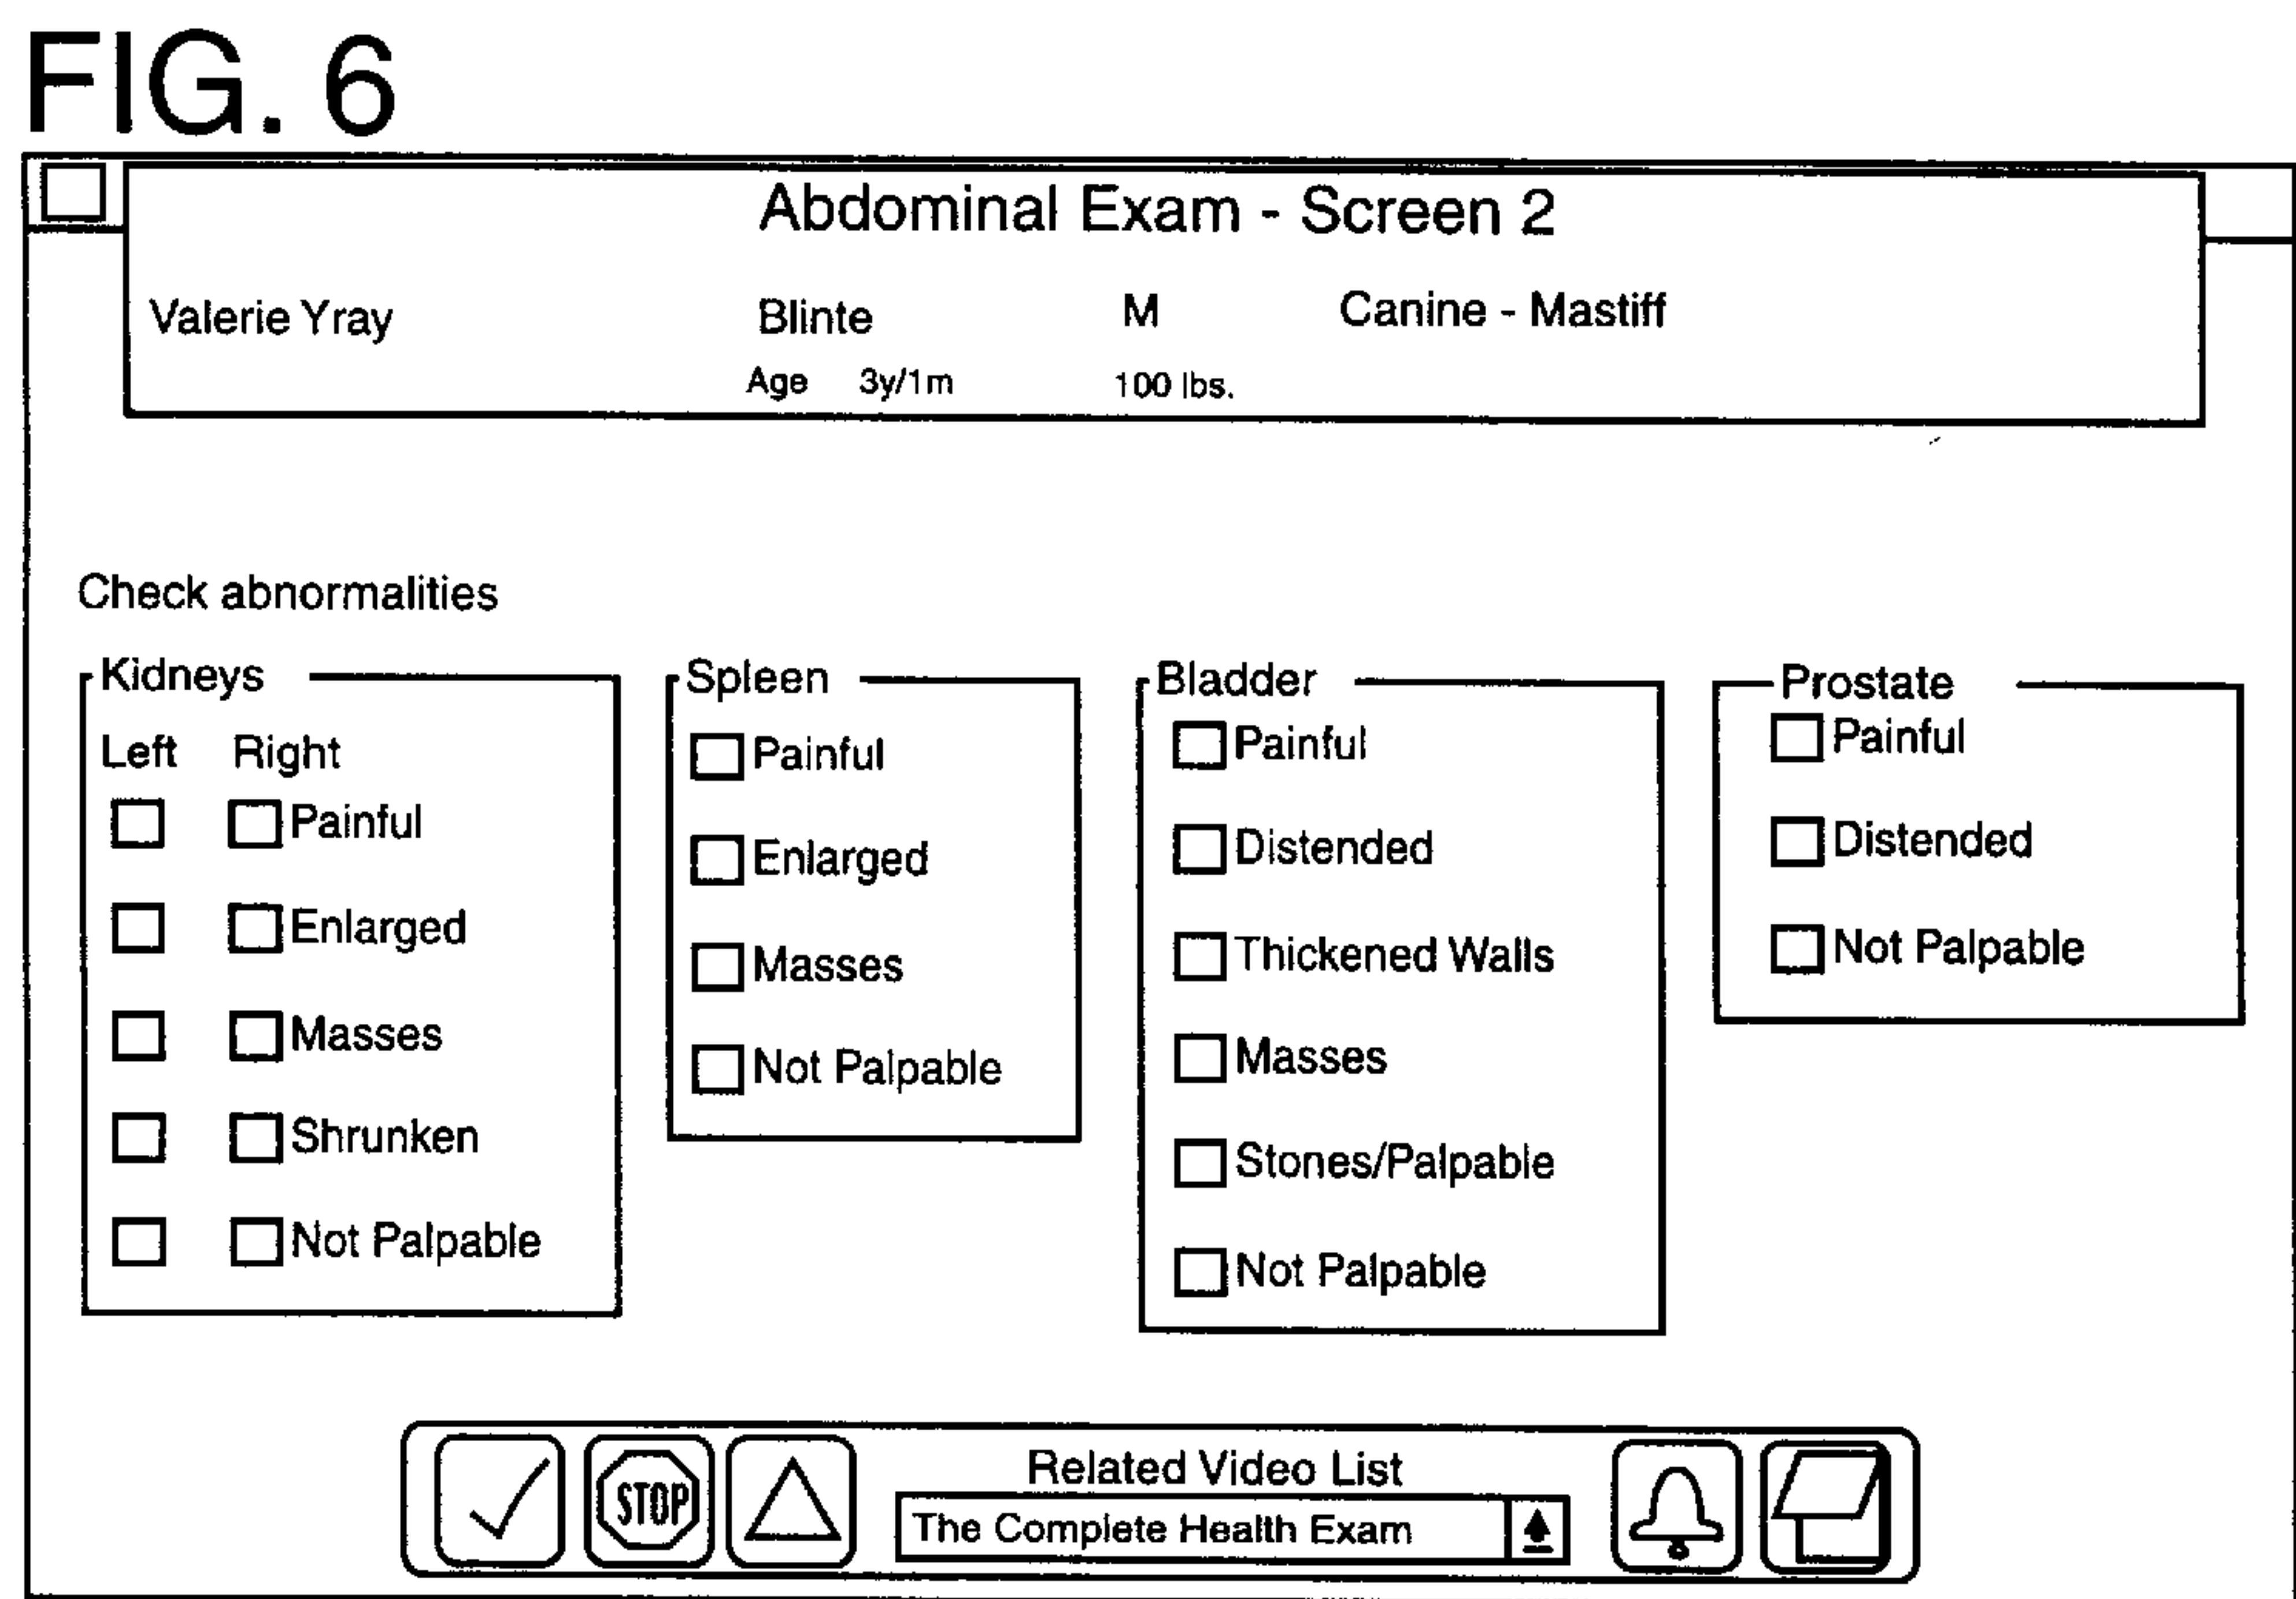 FIG. 6
Abdominal Exam - Screen 2
Valerie Yray Blinte M Canine - Mastiff
Age 3y/1m 100 lbs.
Check abnormalities
Kidneys
Left Right
Painful
Enlarged
Masses
Shrunken
Not Palpable
Spleen
Painful
Enlarged
Masses
Not Palpable
Bladder
Painful
Distended
Thickened Walls
Masses
Stones/Palpable
Not Palpable
Prostate
Painful
Distended
Not Palpable
STOP
Related Video List
The Complete Health Exam